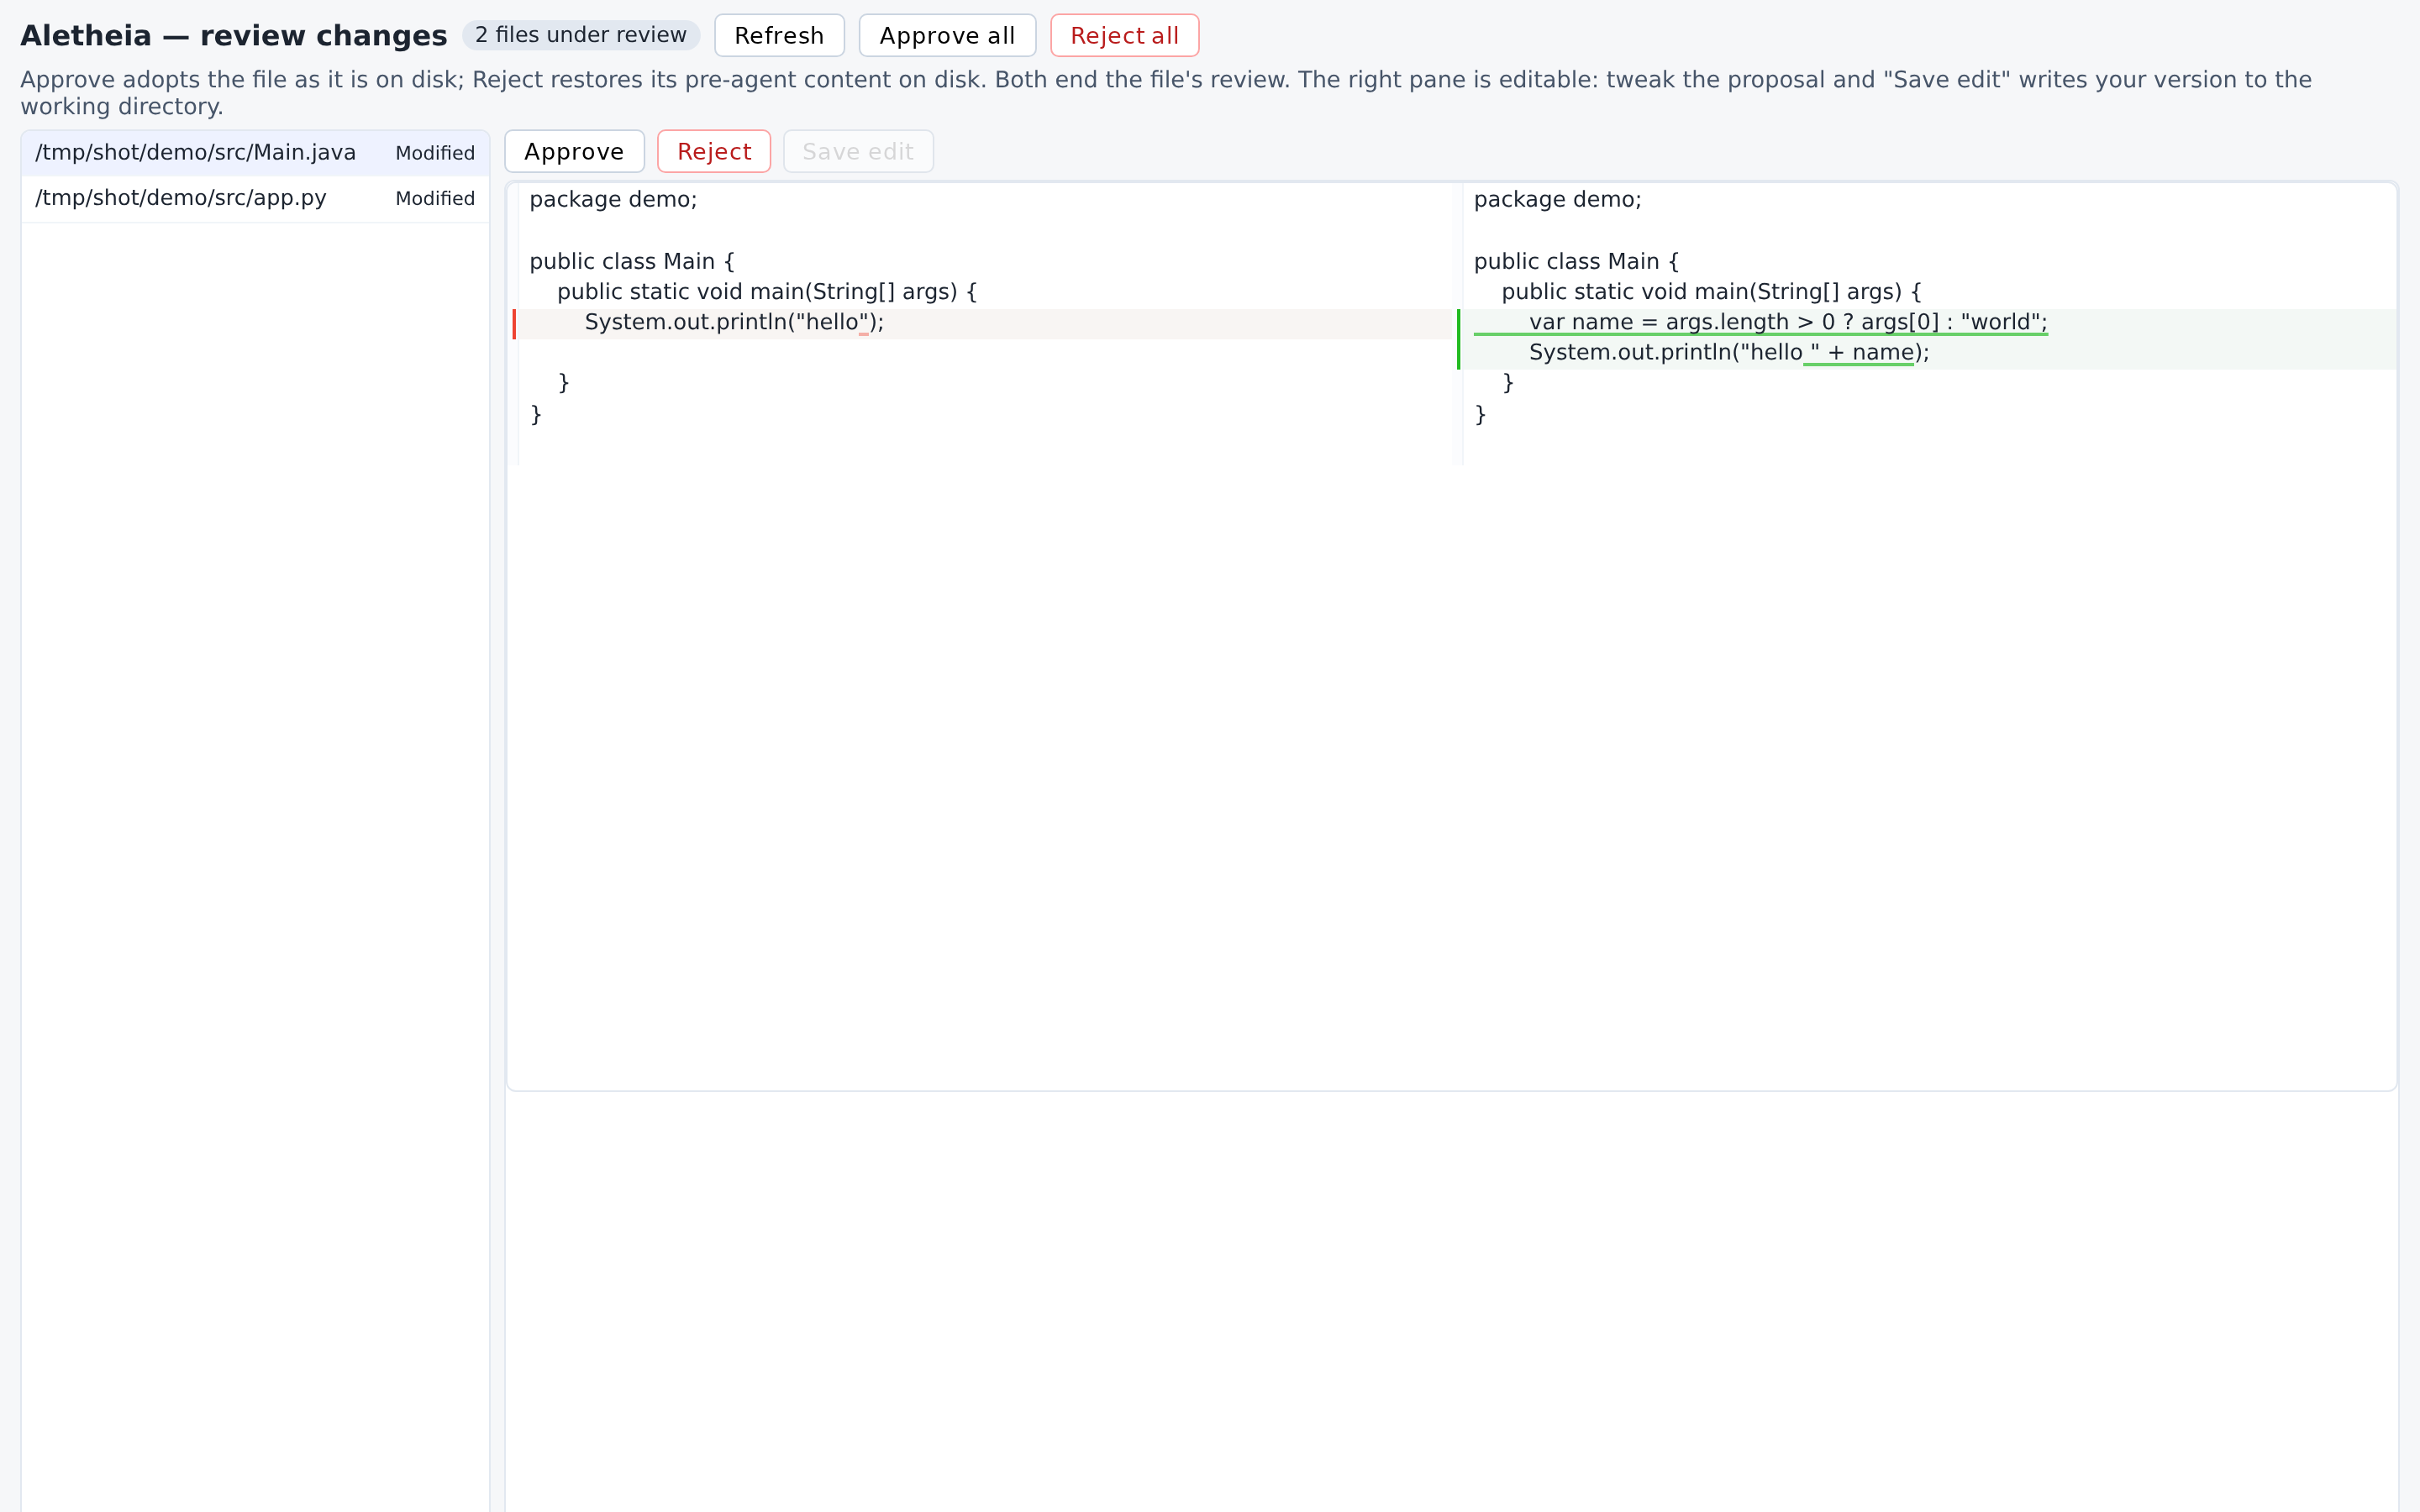 Aletheia — review changes 2 files under review Refresh Approve all Reject all
Approve adopts the file as it is on disk; Reject restores its pre-agent content on disk. Both end the file's review. The right pane is editable: tweak the proposal and "Save edit" writes your version to the
working directory.
/tmp/shot/demo/src/Main.java Modified
/tmp/shot/demo/src/app.py Modified
Approve Reject Save edit
package demo;
public class Main {
    public static void main(String[] args) {
        System.out.println("hello");
    }
}
package demo;
public class Main {
    public static void main(String[] args) {
        var name = args.length > 0 ? args[0] : "world";
        System.out.println("hello " + name);
    }
}